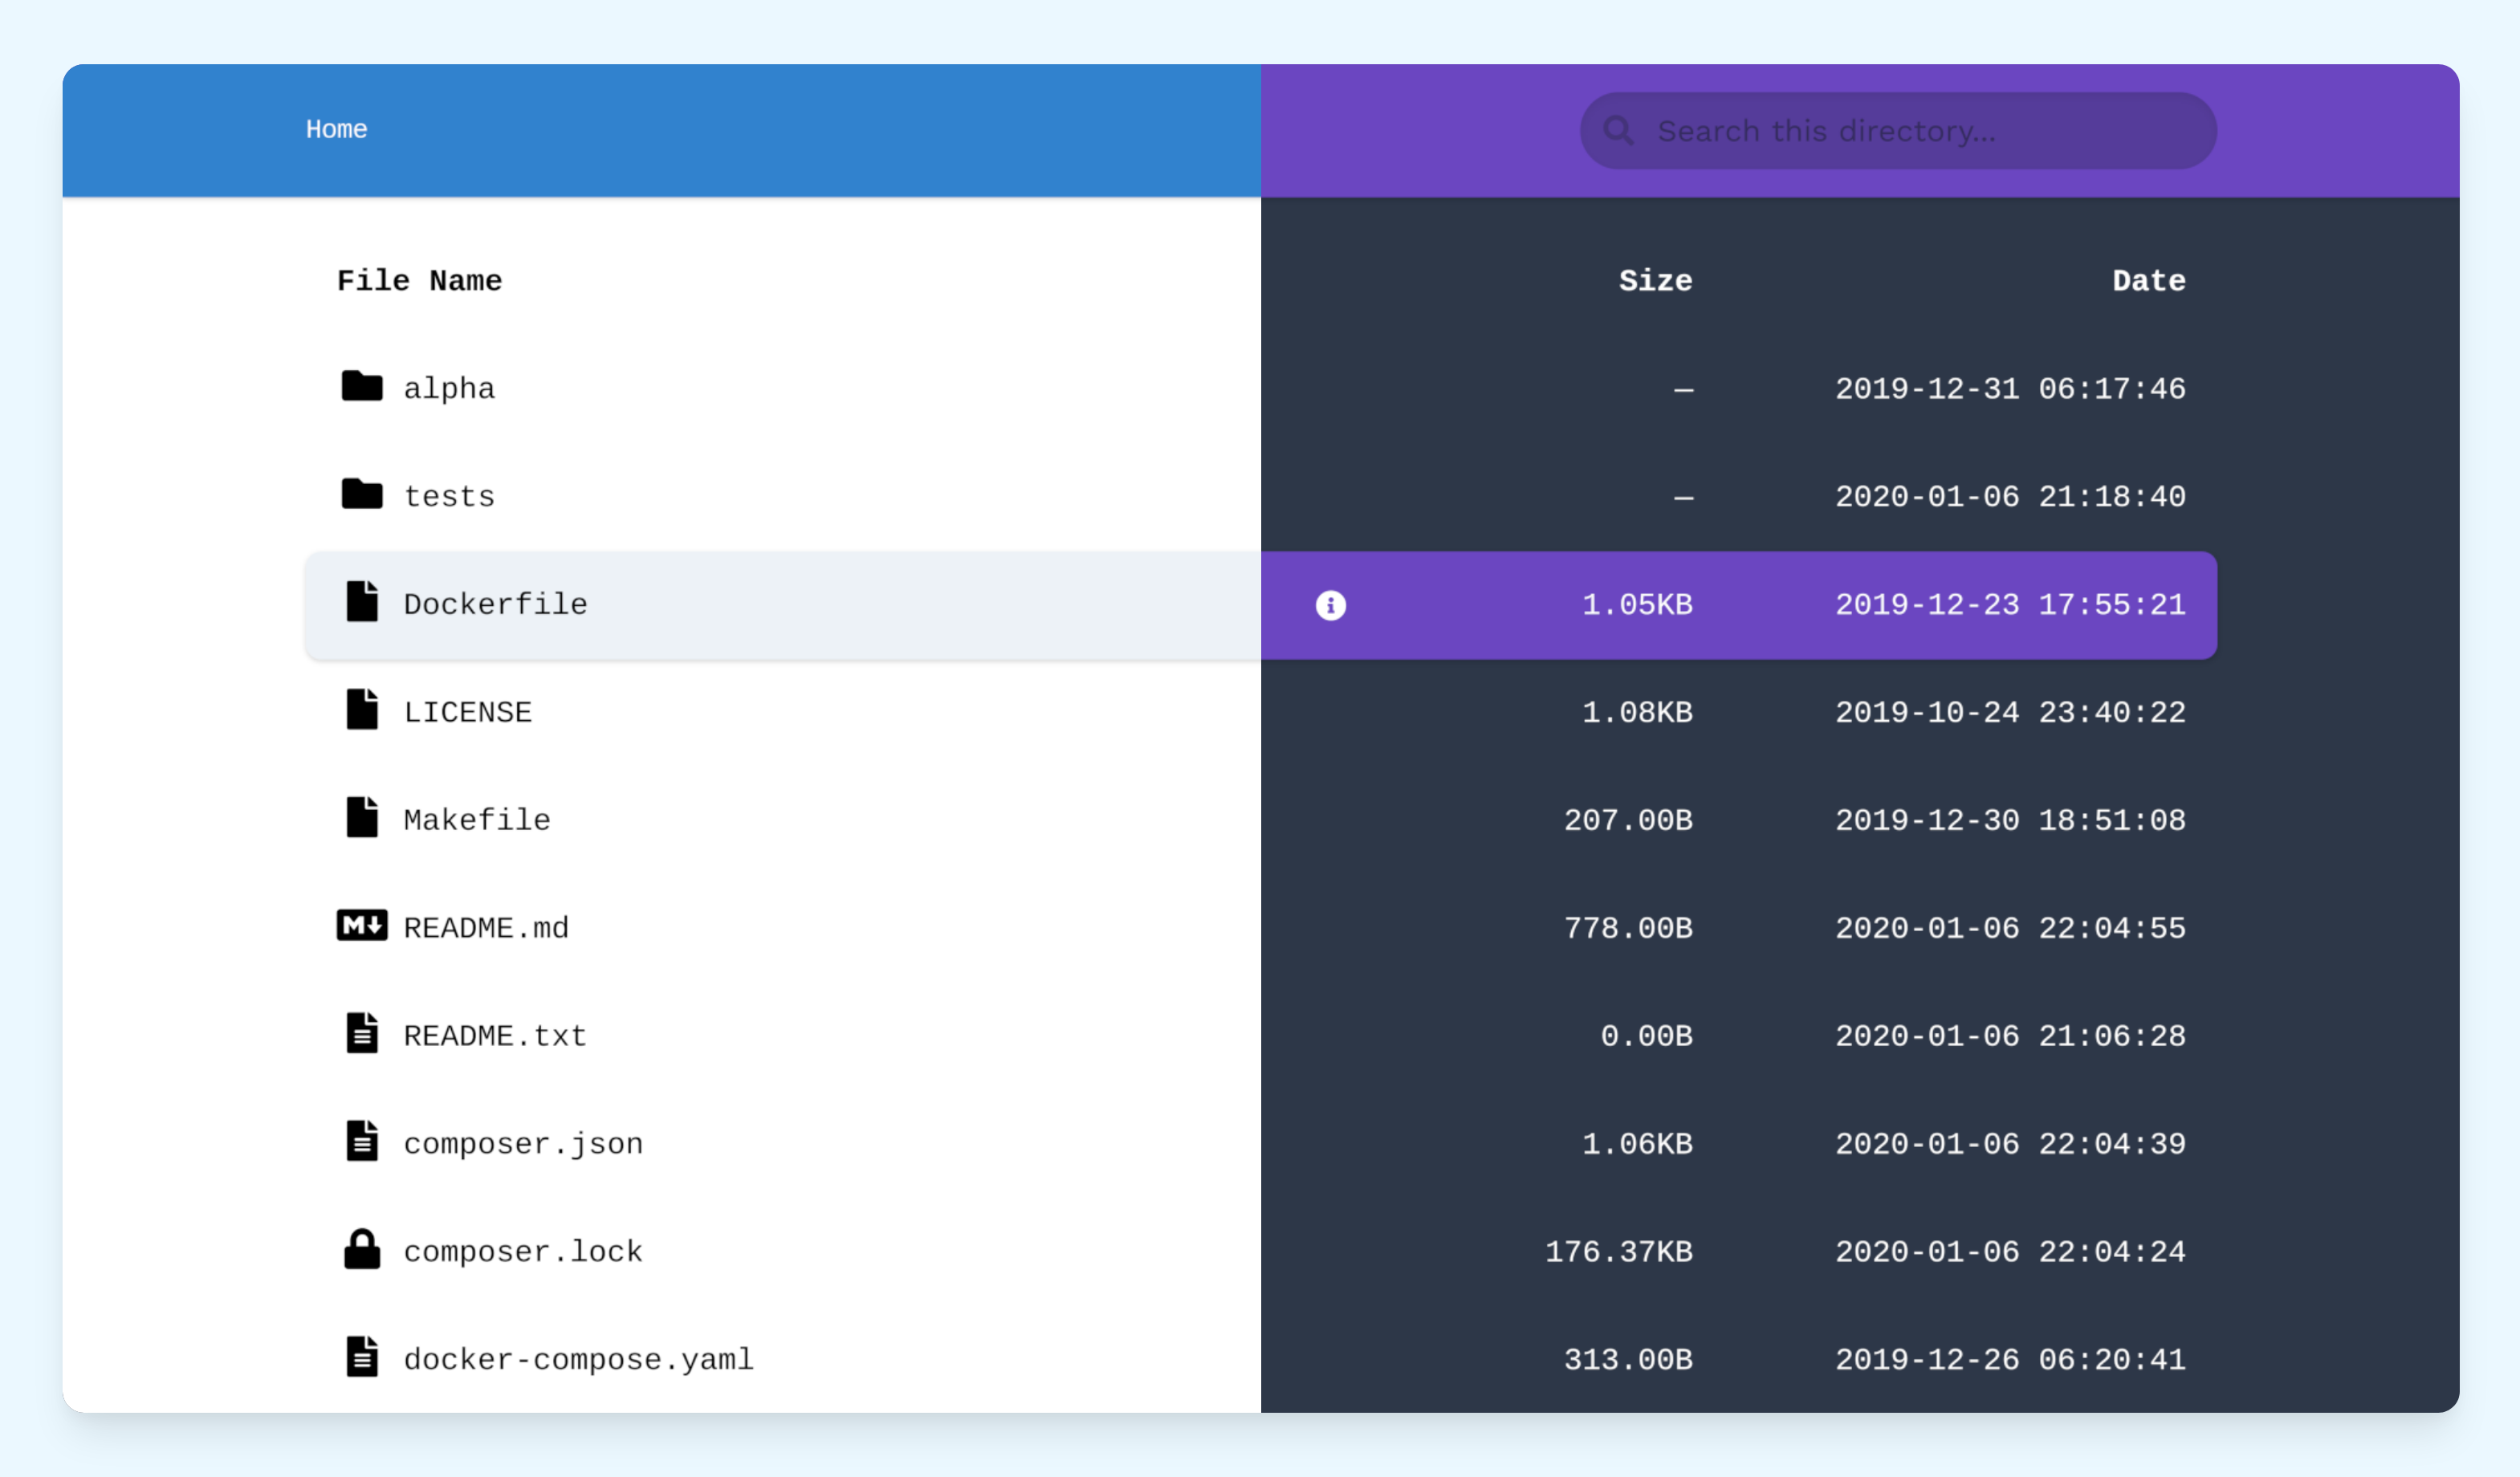 Home Search this directory...
File Name Size Date
alpha — 2019-12-31 06:17:46
tests — 2020-01-06 21:18:40
Dockerfile 1.05KB 2019-12-23 17:55:21
LICENSE 1.08KB 2019-10-24 23:40:22
Makefile 207.00B 2019-12-30 18:51:08
README.md 778.00B 2020-01-06 22:04:55
README.txt 0.00B 2020-01-06 21:06:28
composer.json 1.06KB 2020-01-06 22:04:39
composer.lock 176.37KB 2020-01-06 22:04:24
docker-compose.yaml 313.00B 2019-12-26 06:20:41